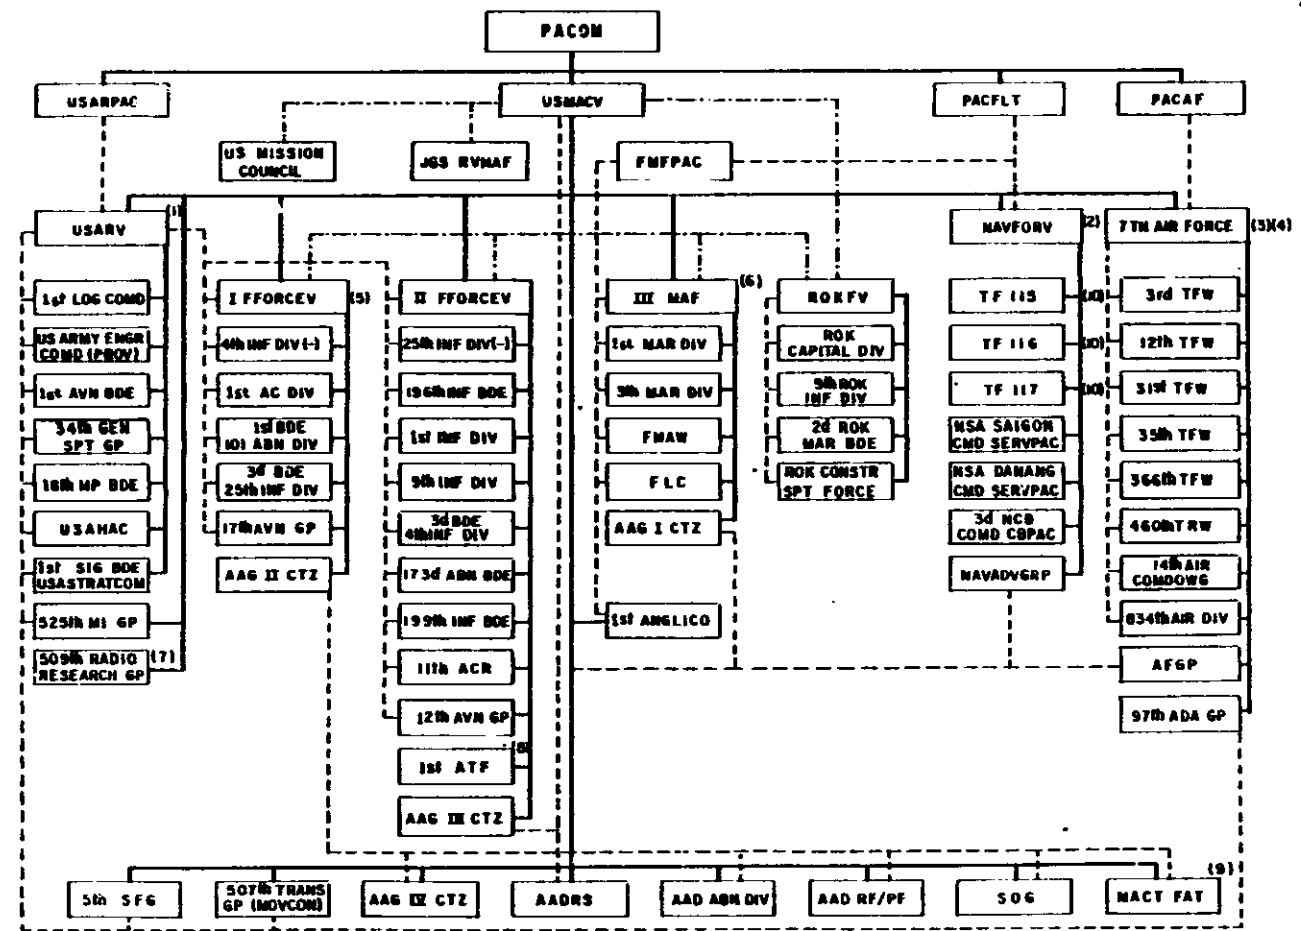 PACOM
USARPAC
USMACV
PACFLT
PACAF
US MISSION
COUNCIL
JGS RVNAF
FMFPAC
USARV
(1)
NAVFORV
(2)
7TH AIR FORCE
(3)(4)
1st LOG COMD
US ARMY ENGR
COMD (PROV)
1st AVN BDE
34th GEN
SPT GP
18th MP BDE
USAHAC
1st SIG BDE
USASTRATCOM
525th MI GP
509th RADIO
RESEARCH GP
(7)
I FFORCEV
(5)
4th INF DIV(-)
1st AC DIV
1st BDE
101 ABN DIV
3d BDE
25th INF DIV
17th AVN GP
AAG II CTZ
II FFORCEV
25th INF DIV(-)
196th INF BDE
1st INF DIV
9th INF DIV
3d BDE
4th INF DIV
173d ABN BDE
199th INF BDE
11th ACR
12th AVN GP
(8)
1st ATF
AAG III CTZ
III MAF
(6)
1st MAR DIV
3th MAR DIV
FMAW
FLC
AAG I CTZ
1st ANGLICO
ROKFV
ROK
CAPITAL DIV
9th ROK
INF DIV
2d ROK
MAR BDE
ROK CONSTR
SPT FORCE
TF 115
(10)
TF 116
(10)
TF 117
(10)
NSA SAIGON
CMD SERVPAC
NSA DANANG
CMD SERVPAC
3d NCB
COMD CBPAC
NAVADVGRP
3rd TFW
12th TFW
31st TFW
35th TFW
366th TFW
460th TRW
14th AIR
COMDOWG
834th AIR DIV
AFGP
97th ADA GP
5th SFG
507th TRANS
GP (MOVCON)
AAG IV CTZ
AADRS
AAD ABN DIV
AAD RF/PF
SOG
(9)
MACT FAT